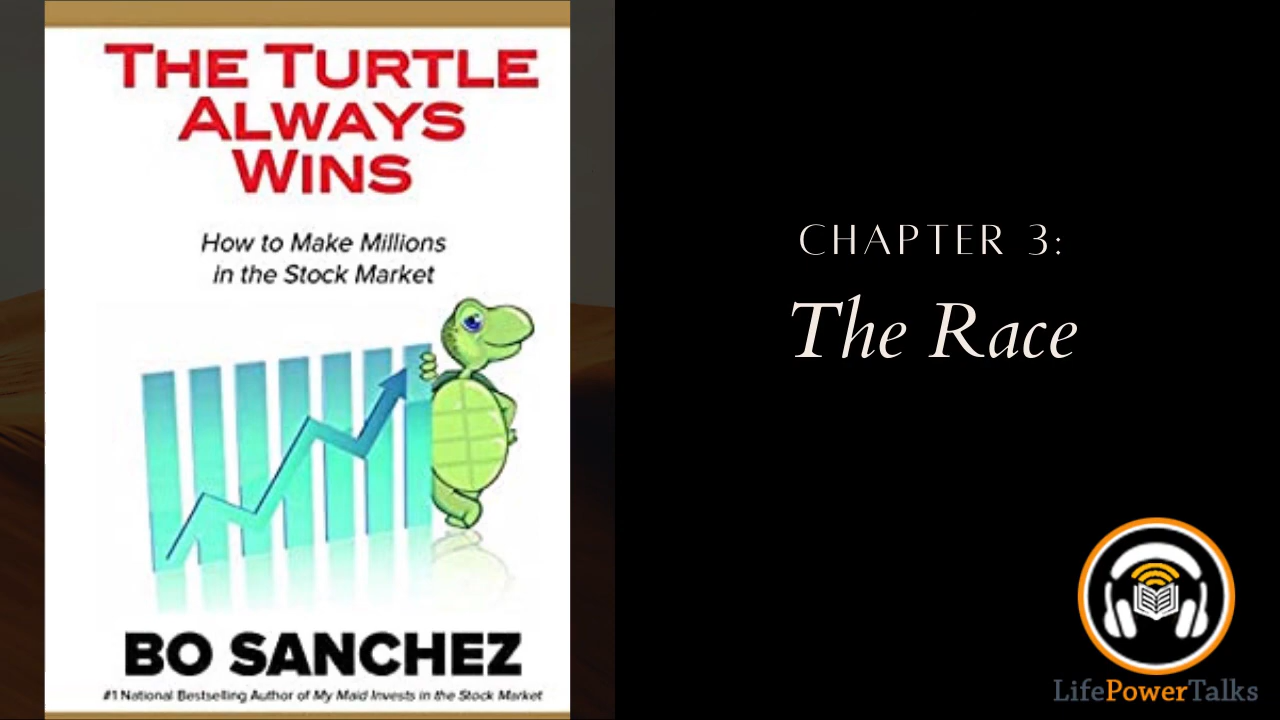 THE TURTLE
ALWAYS
WINS
How to Make Millions
in the Stock Market
BO SANCHEZ
#1 National Bestselling Author of My Maid Invests in the Stock Market
CHAPTER 3:
The Race
LifePowerTalks